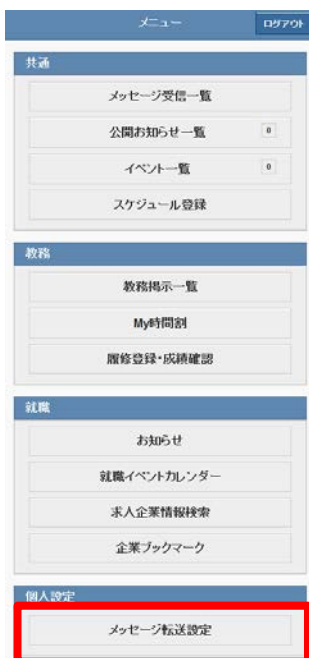 メニュー
ログアウト
共通
メッセージ受信一覧
公開お知らせ一覧 0
イベント一覧 0
スケジュール登録
教務
教務掲示一覧
My時間割
履修登録・成績確認
就職
お知らせ
就職イベントカレンダー
求人企業情報検索
企業ブックマーク
個人設定
メッセージ転送設定